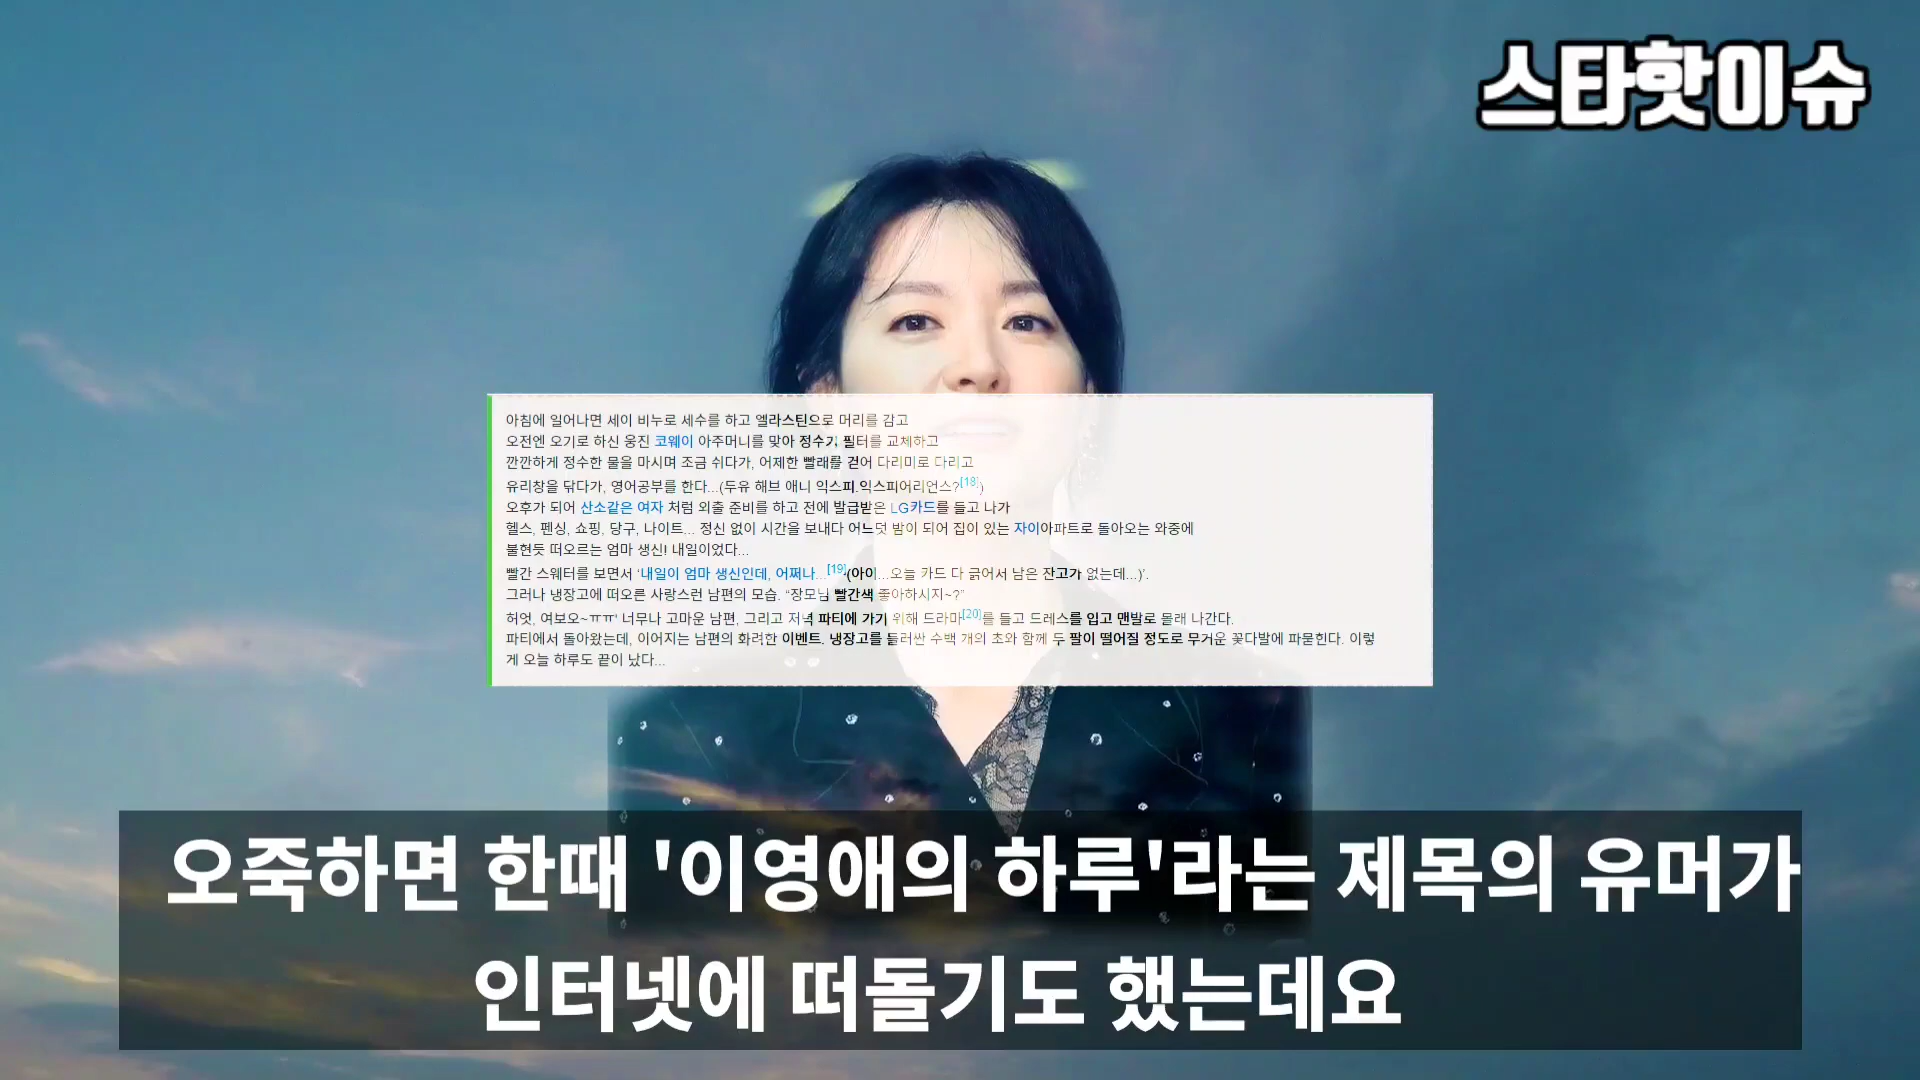 스타핫이슈
아침에 일어나면 세이 비누로 세수를 하고 엘라스틴으로 머리를 감고
오전엔 오기로 하신 웅진 코웨이 아주머니를 맞아 정수기 필터를 교체하고
깐깐하게 정수한 물을 마시며 조금 쉬다가, 어제한 빨래를 걷어 다리미로 다리고
유리창을 닦다가, 영어공부를 한다...(두유 해브 애니 익스피.익스피어리언스?[18])
오후가 되어 산소같은 여자 처럼 외출 준비를 하고 전에 발급받은 LG카드를 들고 나가
헬스, 펜싱, 쇼핑, 당구, 나이트... 정신 없이 시간을 보내다 어느덧 밤이 되어 집이 있는 자이아파트로 돌아오는 와중에
불현듯 떠오르는 엄마 생신! 내일이었다...
빨간 스웨터를 보면서 '내일이 엄마 생신인데, 어쩌나...[19](아이...오늘 카드 다 긁어서 남은 잔고가 없는데...)'.
그러나 냉장고에 떠오른 사랑스런 남편의 모습. "장모님 빨간색 좋아하시지~?"
허엇, 여보오~ㅠㅠ' 너무나 고마운 남편, 그리고 저녁 파티에 가기 위해 드라마[20]를 들고 드레스를 입고 맨발로 몰래 나간다.
파티에서 돌아왔는데, 이어지는 남편의 화려한 이벤트. 냉장고를 둘러싼 수백 개의 초와 함께 두 팔이 떨어질 정도로 무거운 꽃다발에 파묻힌다. 이렇
게 오늘 하루도 끝이 났다...
오죽하면 한때 '이영애의 하루'라는 제목의 유머가
인터넷에 떠돌기도 했는데요